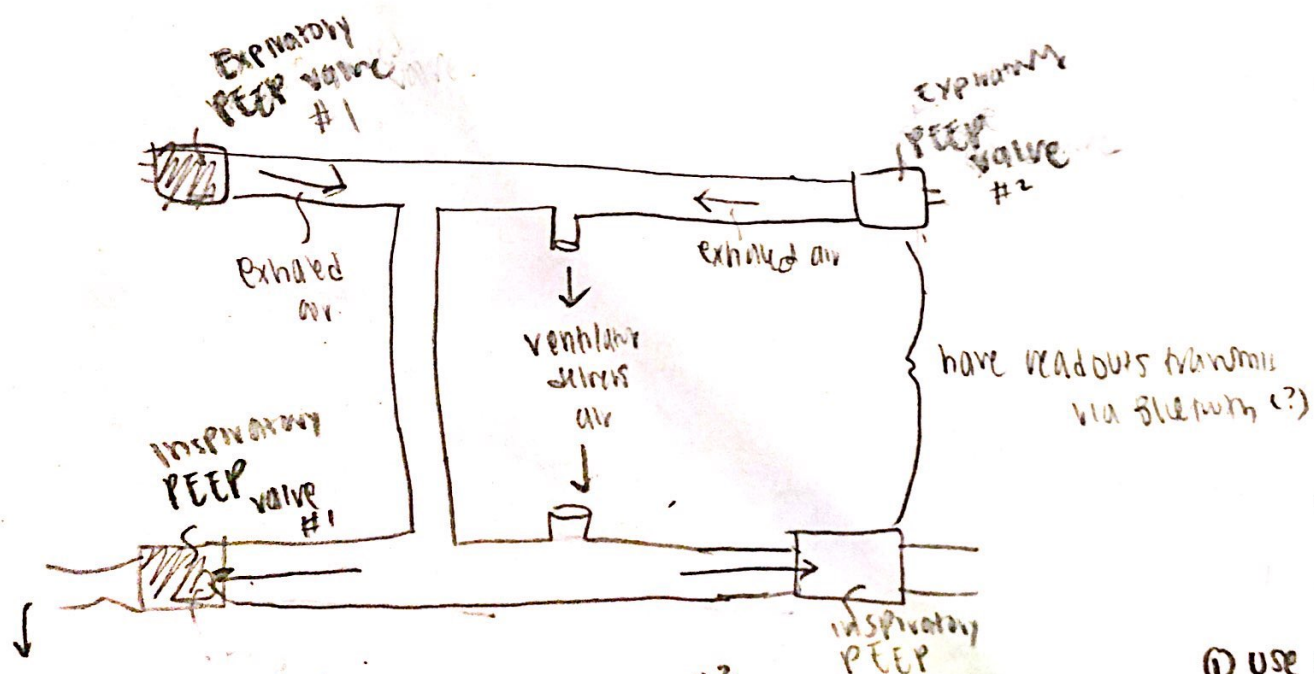 Expiratory
PEEP valve
#1
Expiratory
PEEP
valve
#2
exhaled
air
exhaled air
ventilator
delivers
air
have readouts transmit
via Bluetooth (?)
Inspiratory
PEEP
valve
#1
inspiratory
PEEP
① use